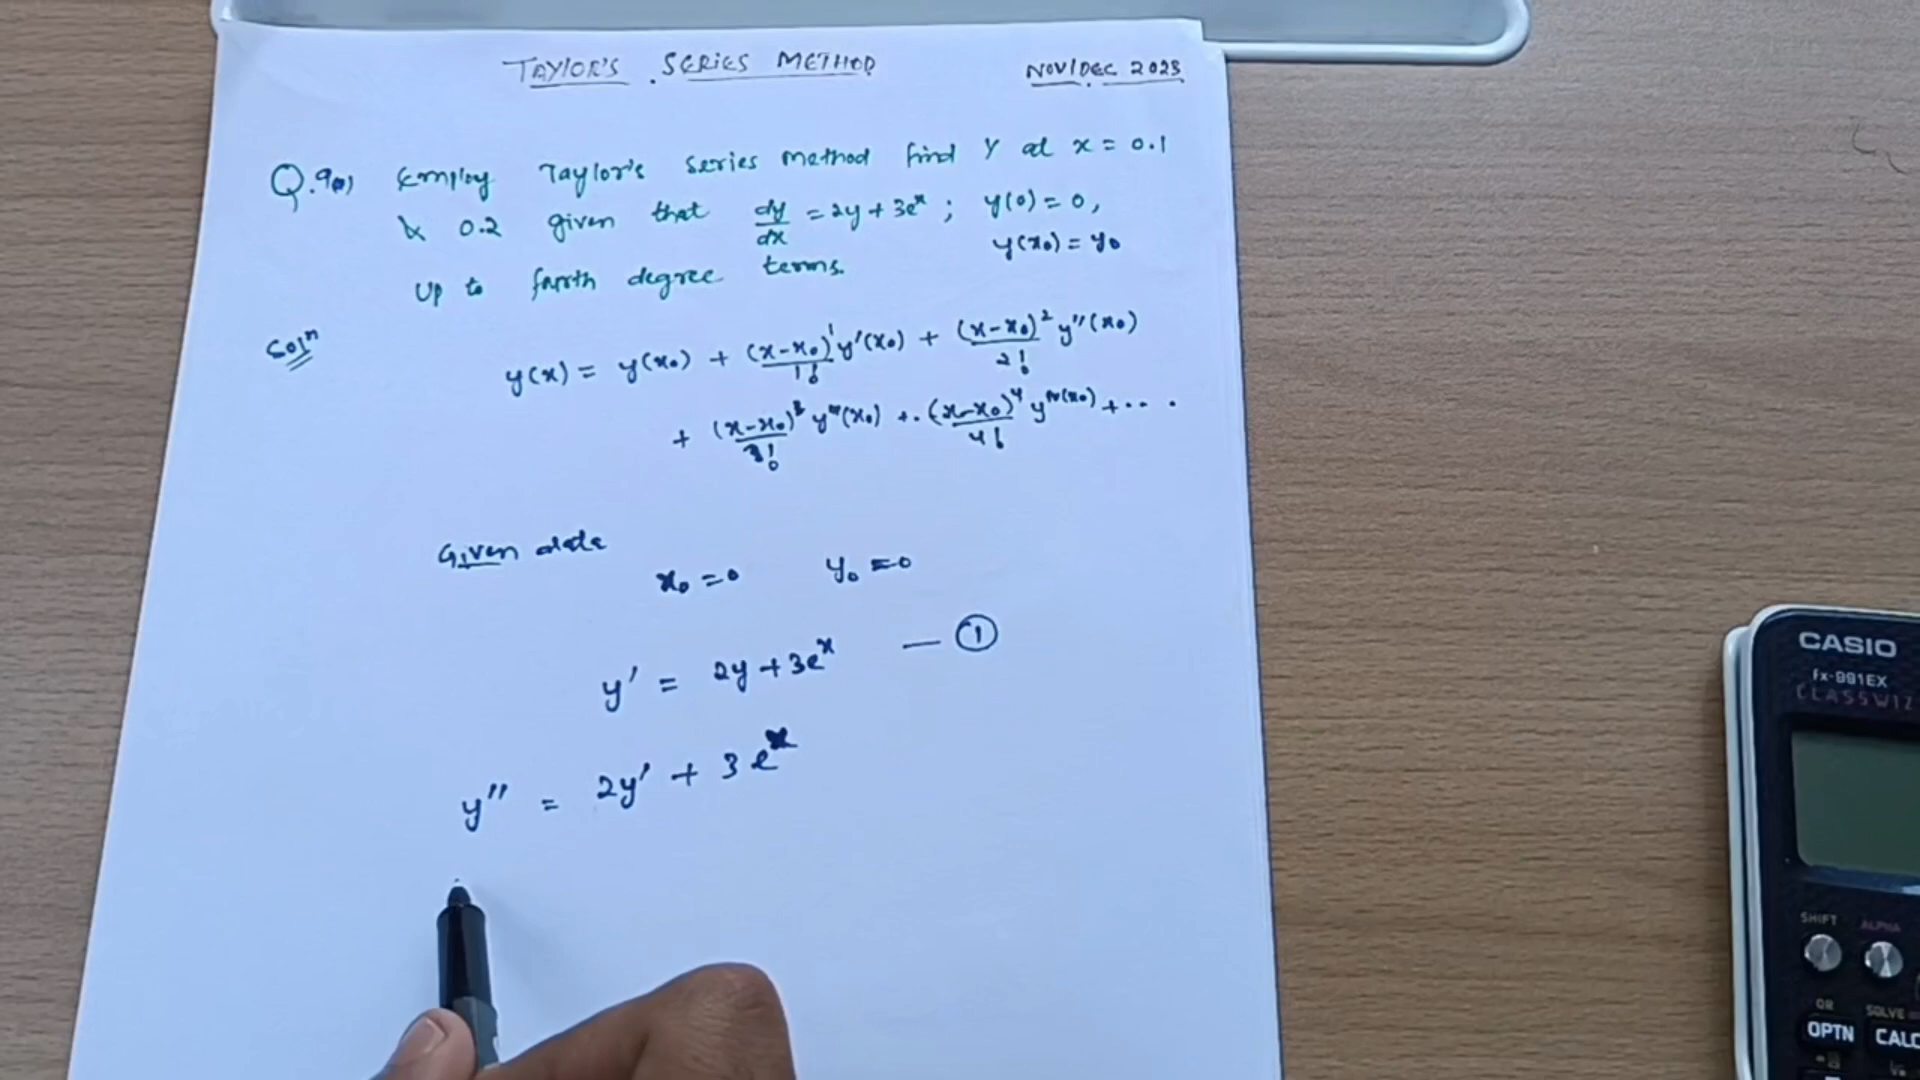 TAYLOR'S SERIES METHOD NOV/DEC 2023
Q.9(a) Employ Taylor's Series Method find Y at x = 0.1
& 0.2 given that dy/dx = 2y + 3e^x ; y(0) = 0,
y(x₀) = y₀
Up to fourth degree terms.
Solⁿ
y(x) = y(x₀) + (x-x₀)^1/1! y'(x₀) + (x-x₀)^2/2! y''(x₀)
+ (x-x₀)^3/3! y'''(x₀) + (x-x₀)^4/4! y^IV(x₀) + ....
Given data
x₀ = 0 y₀ = 0
y' = 2y + 3e^x — ①
y'' = 2y' + 3e^x
CASIO
fx-991EX
CLASSWIZ
SHIFT ALPHA
SOLVE =
OPTN CALC